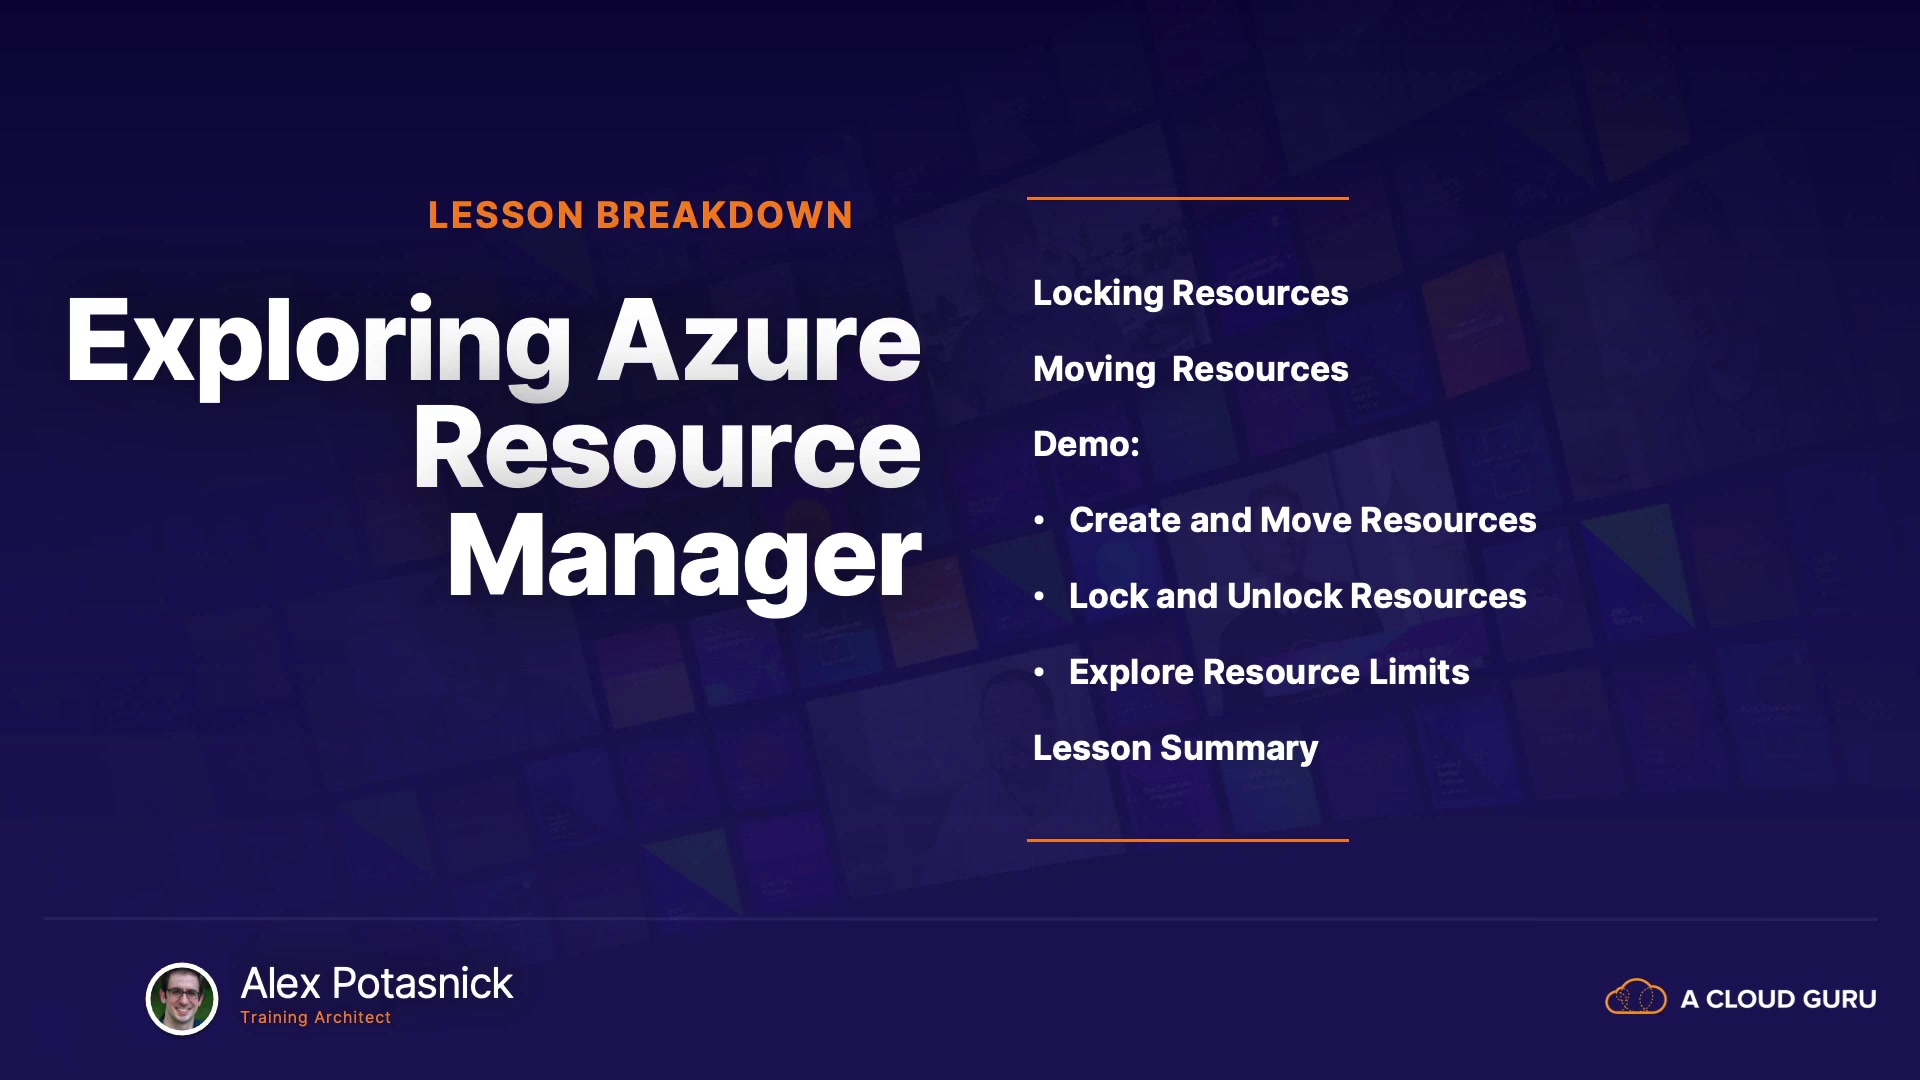 LESSON BREAKDOWN
Exploring Azure
Resource
Manager
Locking Resources
Moving  Resources
Demo:
• Create and Move Resources
• Lock and Unlock Resources
• Explore Resource Limits
Lesson Summary
Alex Potasnick
Training Architect
A CLOUD GURU